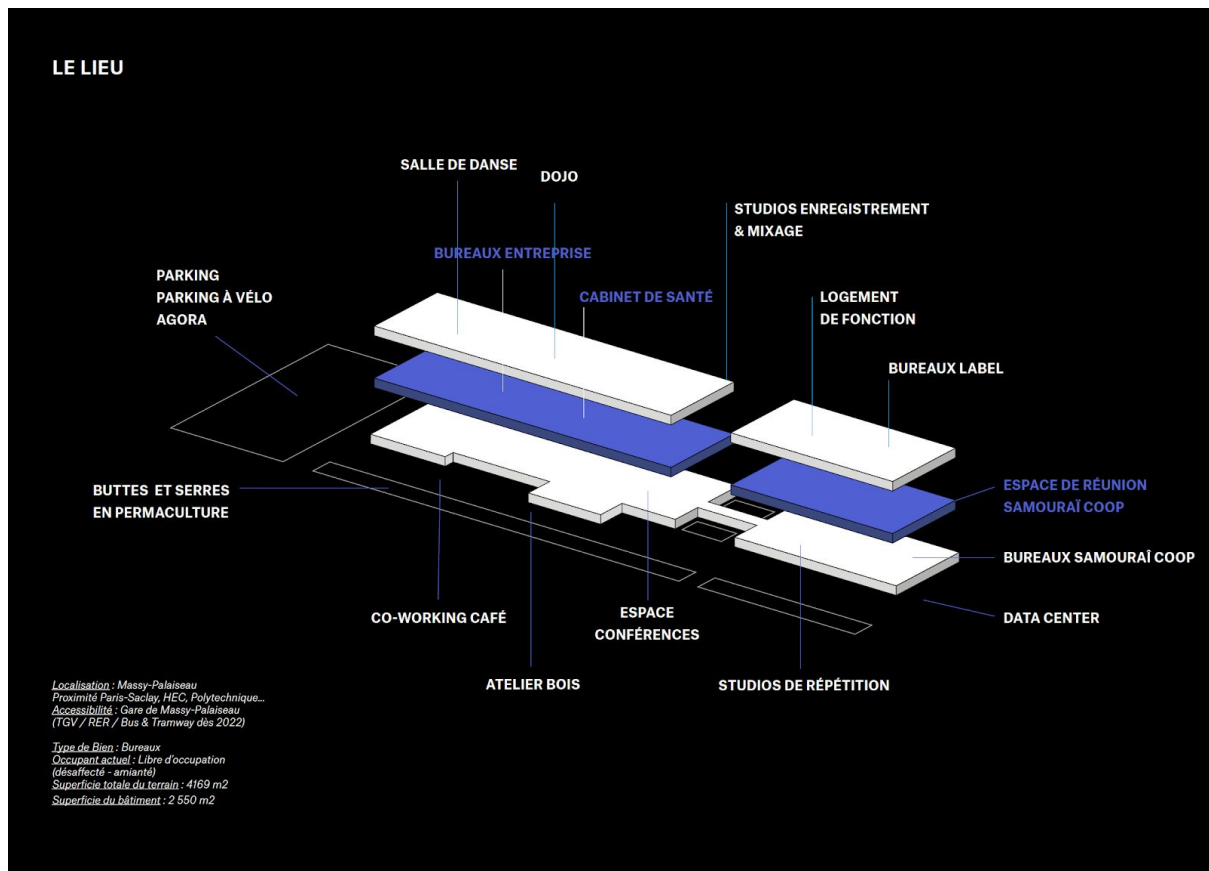 LE LIEU
SALLE DE DANSE
DOJO
STUDIOS ENREGISTREMENT
& MIXAGE
BUREAUX ENTREPRISE
PARKING
PARKING À VÉLO
AGORA
CABINET DE SANTÉ
LOGEMENT
DE FONCTION
BUREAUX LABEL
BUTTES ET SERRES
EN PERMACULTURE
ESPACE DE RÉUNION
SAMOURAÏ COOP
BUREAUX SAMOURAÎ COOP
CO-WORKING CAFÉ
ESPACE
CONFÉRENCES
DATA CENTER
ATELIER BOIS
STUDIOS DE RÉPÉTITION
Localisation : Massy-Palaiseau
Proximité Paris-Saclay, HEC, Polytechnique...
Accessibilité : Gare de Massy-Palaiseau
(TGV / RER / Bus & Tramway dès 2022)
Type de Bien : Bureaux
Occupant actuel : Libre d'occupation
(désaffecté - amianté)
Superficie totale du terrain : 4169 m2
Superficie du bâtiment : 2 550 m2